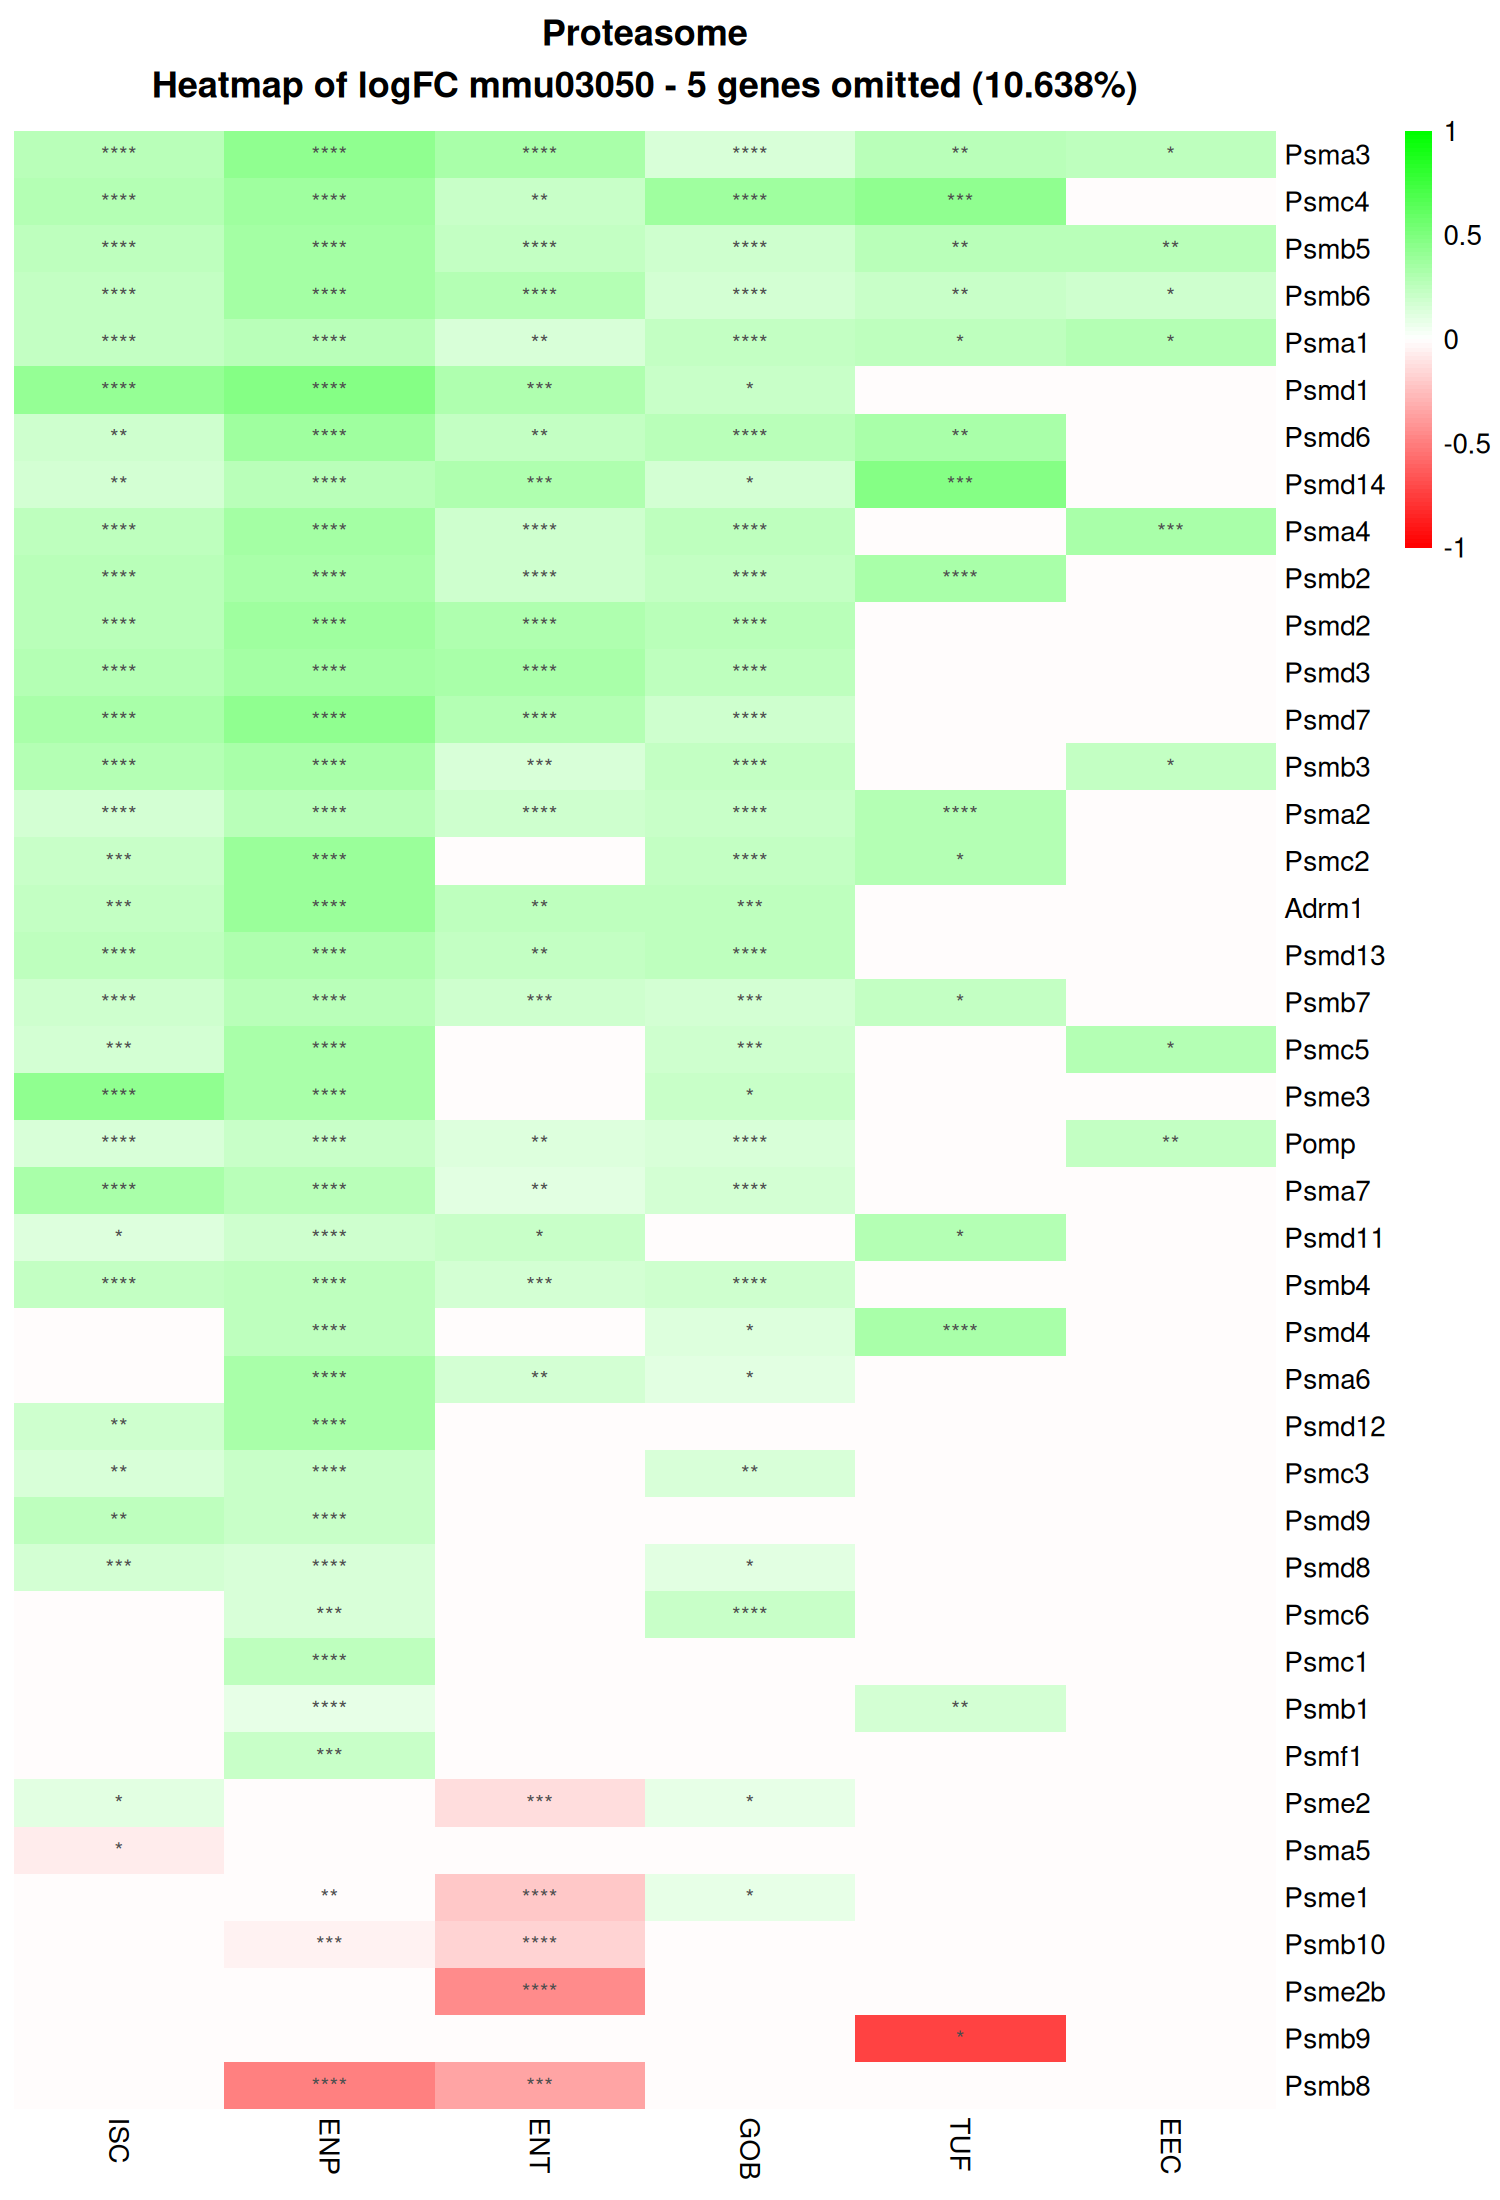 Proteasome
Heatmap of logFC mmu03050 - 5 genes omitted (10.638%)
**** **** **** **** ** * Psma3
**** **** ** **** *** Psmc4
**** **** **** **** ** ** Psmb5
**** **** **** **** ** * Psmb6
**** **** ** **** * * Psma1
**** **** *** * Psmd1
** **** ** **** ** Psmd6
** **** *** * *** Psmd14
**** **** **** **** *** Psma4
**** **** **** **** **** Psmb2
**** **** **** **** Psmd2
**** **** **** **** Psmd3
**** **** **** **** Psmd7
**** **** *** **** * Psmb3
**** **** **** **** **** Psma2
*** **** **** * Psmc2
*** **** ** *** Adrm1
**** **** ** **** Psmd13
**** **** *** *** * Psmb7
*** **** *** * Psmc5
**** **** * Psme3
**** **** ** **** ** Pomp
**** **** ** **** Psma7
* **** * * Psmd11
**** **** *** **** Psmb4
**** * **** Psmd4
**** ** * Psma6
** **** Psmd12
** **** ** Psmc3
** **** Psmd9
*** **** * Psmd8
*** **** Psmc6
**** Psmc1
**** ** Psmb1
*** Psmf1
* *** * Psme2
* Psma5
** **** * Psme1
*** **** Psmb10
**** Psme2b
* Psmb9
**** *** Psmb8
ISC ENP ENT GOB TUF EEC
1
0.5
0
-0.5
-1